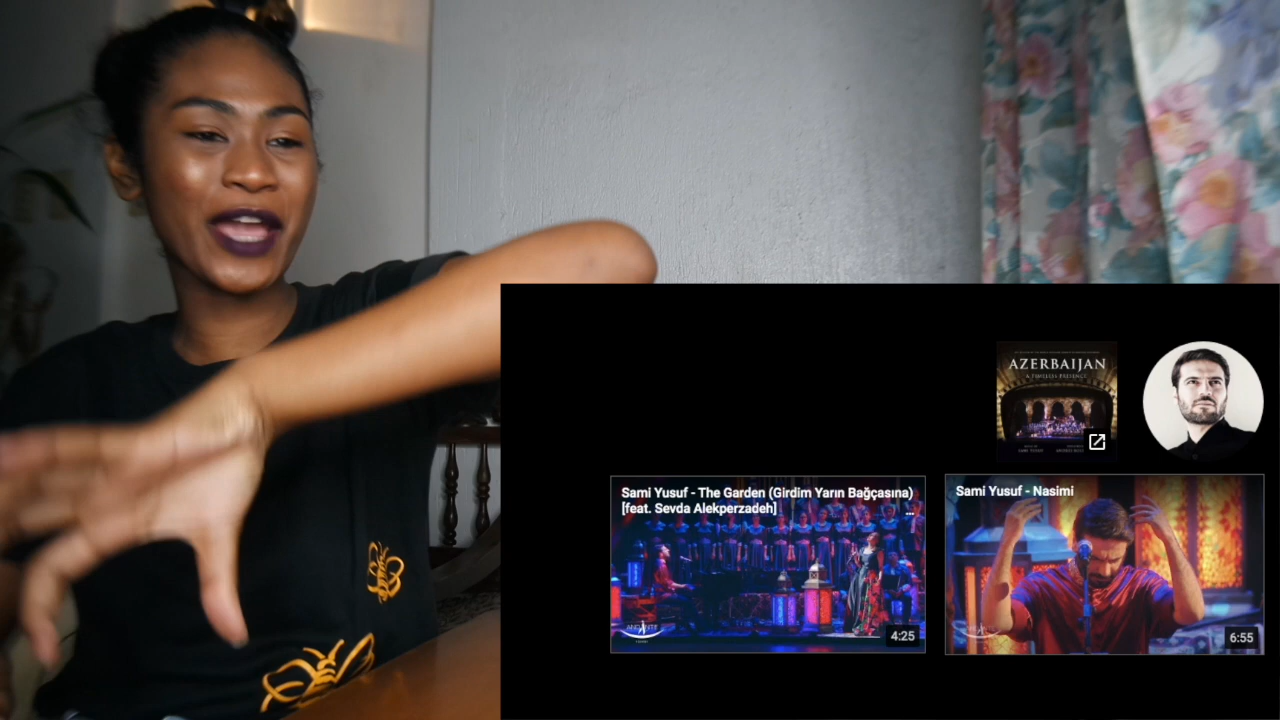 AZERBAIJAN
A TIMELESS PRESENCE
Sami Yusuf - The Garden (Girdim Yarın Bağçasına)
[feat. Sevda Alekperzadeh]
...
ANDANTE
4:25
Sami Yusuf - Nasimi
6:55